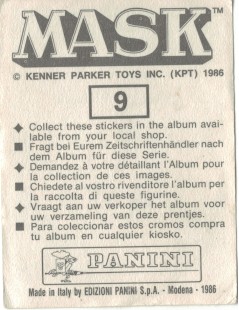 MASK™
© KENNER PARKER TOYS INC. (KPT) 1986
9
Collect these stickers in the album avai-
lable from your local shop.
Fragt bei Eurem Zeitschriftenhändler nach
dem Album für diese Serie.
Demandez à votre détaillant l'Album pour
la collection de ces images.
Chiedete al vostro rivenditore l'album per
la raccolta di queste figurine.
Vraagt aan uw verkoper het album voor
uw verzameling van deze prentjes.
Para coleccionar estos cromos compra
tu album en cualquier kiosko.
PANINI
Made in Italy by EDIZIONI PANINI S.p.A. - Modena - 1986